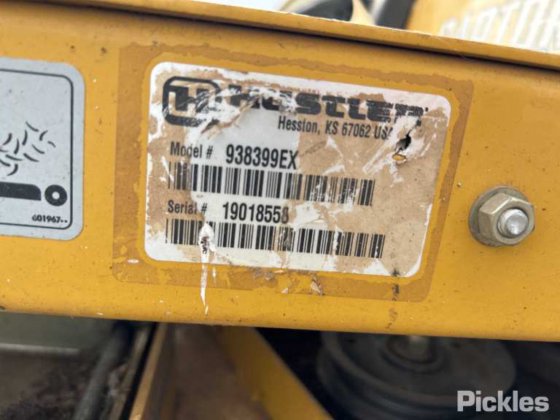 HUSTLER
Hesston, KS 67062 USA
Model # 938399EX
Serial # 19018558
601967
Pickles